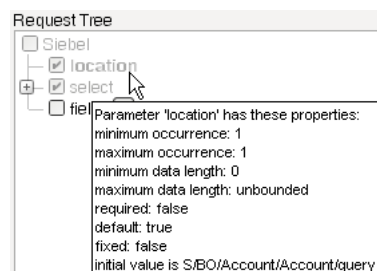 Request Tree
Siebel
location
select
Parameter 'location' has these properties:
minimum occurrence: 1
maximum occurrence: 1
minimum data length: 0
maximum data length: unbounded
required: false
default: true
fixed: false
initial value is S/BO/Account/Account/query